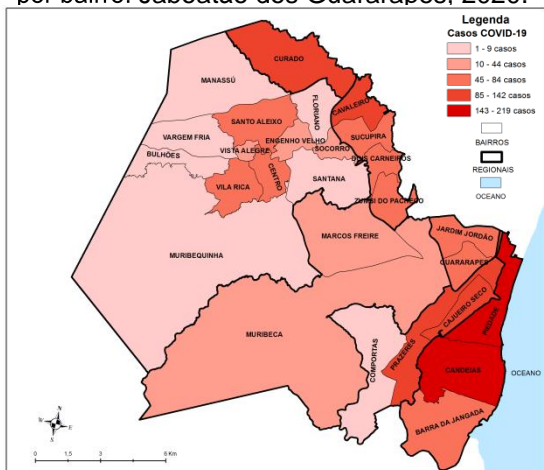 por bairro. Jaboatão dos Guararapes, 2020.
Legenda
Casos COVID-19
1 - 9 casos
10 - 44 casos
45 - 84 casos
85 - 142 casos
143 - 219 casos
BAIRROS
REGIONAIS
OCEANO
CURADO
MANASSÚ
FLORIANO
CAVALEIRO
SANTO ALEIXO
SUCUPIRA
VARGEM FRIA
ENGENHO VELHO
VISTA ALEGRE
SOCORRO
DOIS CARNEIROS
BULHÕES
CENTRO
VILA RICA
SANTANA
ZUMBI DO PACHECO
MARCOS FREIRE
JARDIM JORDÃO
MURIBEQUINHA
GUARARAPES
CAJUEIRO SECO
PIEDADE
MURIBECA
COMPORTAS
PRAZERES
CANDEIAS
OCEANO
BARRA DA JANGADA
N
W
E
S
0 1,5 3 6 Km